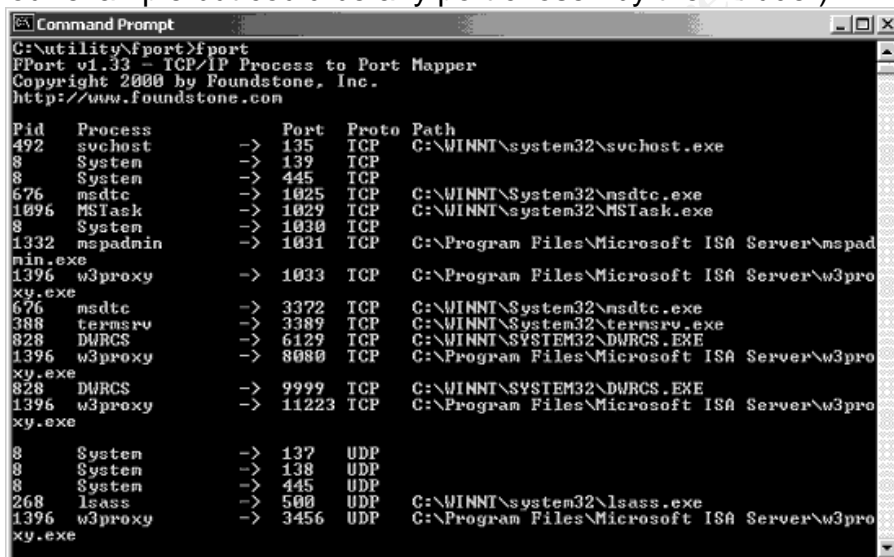 Command Prompt
C:\utility\fport>fport
FPort v1.33 - TCP/IP Process to Port Mapper
Copyright 2000 by Foundstone, Inc.
http://www.foundstone.com
Pid Process Port Proto Path
492 svchost -> 135 TCP C:\WINNT\system32\svchost.exe
8 System -> 139 TCP
8 System -> 445 TCP
676 msdtc -> 1025 TCP C:\WINNT\System32\msdtc.exe
1096 MSTask -> 1029 TCP C:\WINNT\system32\MSTask.exe
8 System -> 1030 TCP
1332 mspadmin -> 1031 TCP C:\Program Files\Microsoft ISA Server\mspad
min.exe
1396 w3proxy -> 1033 TCP C:\Program Files\Microsoft ISA Server\w3pro
xy.exe
676 msdtc -> 3372 TCP C:\WINNT\System32\msdtc.exe
388 termsrv -> 3389 TCP C:\WINNT\System32\termsrv.exe
828 DWRCS -> 6129 TCP C:\WINNT\SYSTEM32\DWRCS.EXE
1396 w3proxy -> 8080 TCP C:\Program Files\Microsoft ISA Server\w3pro
xy.exe
828 DWRCS -> 9999 TCP C:\WINNT\SYSTEM32\DWRCS.EXE
1396 w3proxy -> 11223 TCP C:\Program Files\Microsoft ISA Server\w3pro
xy.exe
8 System -> 137 UDP
8 System -> 138 UDP
8 System -> 445 UDP
268 lsass -> 500 UDP C:\WINNT\system32\lsass.exe
1396 w3proxy -> 3456 UDP C:\Program Files\Microsoft ISA Server\w3pro
xy.exe